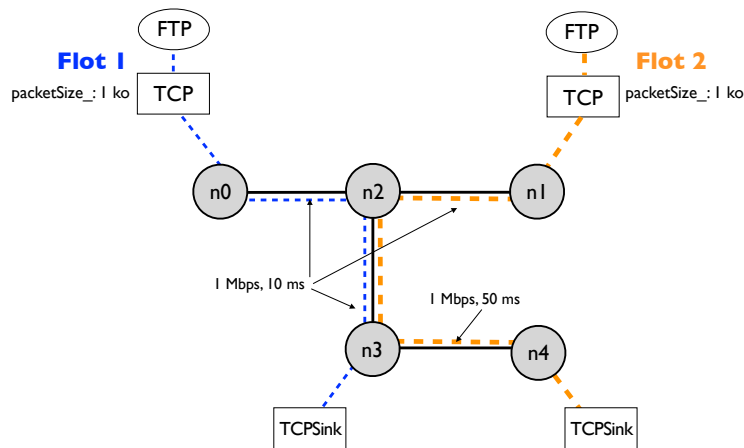 FTP
FTP
Flot 1
Flot 2
packetSize_: 1 ko
TCP
TCP
packetSize_: 1 ko
n0
n2
n1
1 Mbps, 10 ms
1 Mbps, 50 ms
n3
n4
TCPSink
TCPSink